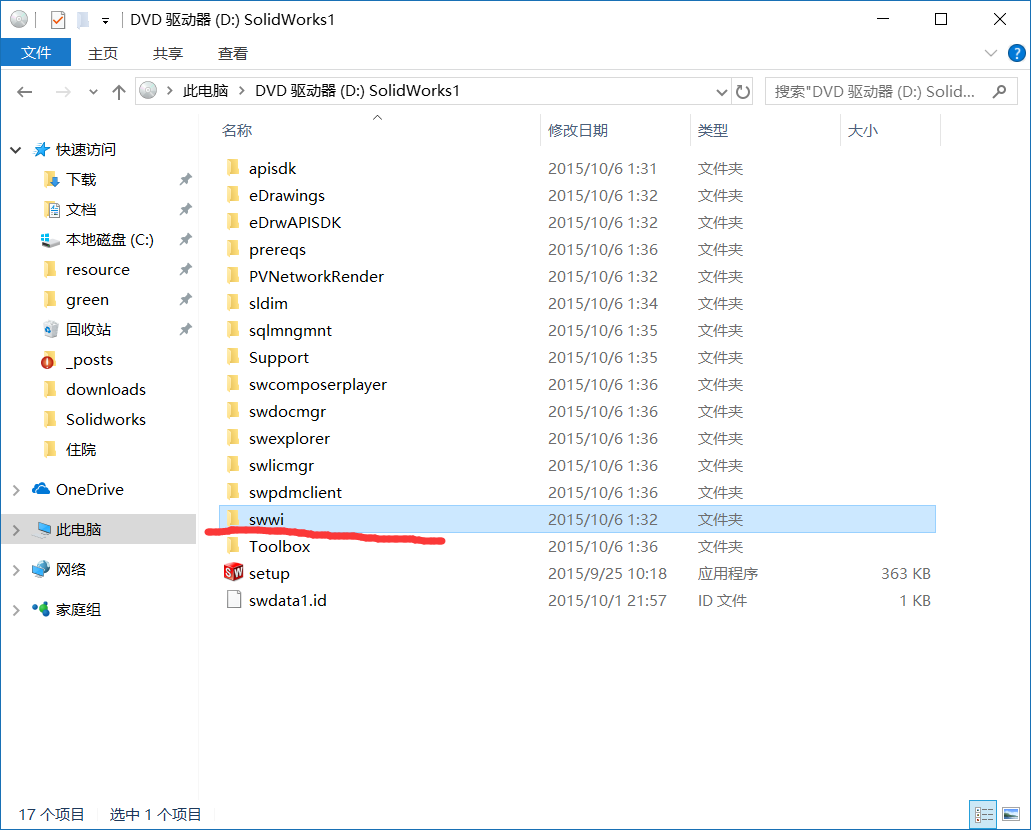 DVD 驱动器 (D:) SolidWorks1
文件 主页 共享 查看
此电脑 > DVD 驱动器 (D:) SolidWorks1
搜索"DVD 驱动器 (D:) Solid...
快速访问
下载
文档
本地磁盘 (C:)
resource
green
回收站
_posts
downloads
Solidworks
住院
OneDrive
此电脑
网络
家庭组
名称 修改日期 类型 大小
apisdk 2015/10/6 1:31 文件夹
eDrawings 2015/10/6 1:32 文件夹
eDrwAPISDK 2015/10/6 1:32 文件夹
prereqs 2015/10/6 1:36 文件夹
PVNetworkRender 2015/10/6 1:32 文件夹
sldim 2015/10/6 1:34 文件夹
sqlmngmnt 2015/10/6 1:35 文件夹
Support 2015/10/6 1:35 文件夹
swcomposerplayer 2015/10/6 1:36 文件夹
swdocmgr 2015/10/6 1:36 文件夹
swexplorer 2015/10/6 1:36 文件夹
swlicmgr 2015/10/6 1:36 文件夹
swpdmclient 2015/10/6 1:36 文件夹
swwi 2015/10/6 1:32 文件夹
Toolbox 2015/10/6 1:36 文件夹
setup 2015/9/25 10:18 应用程序 363 KB
swdata1.id 2015/10/1 21:57 ID 文件 1 KB
17 个项目 选中 1 个项目